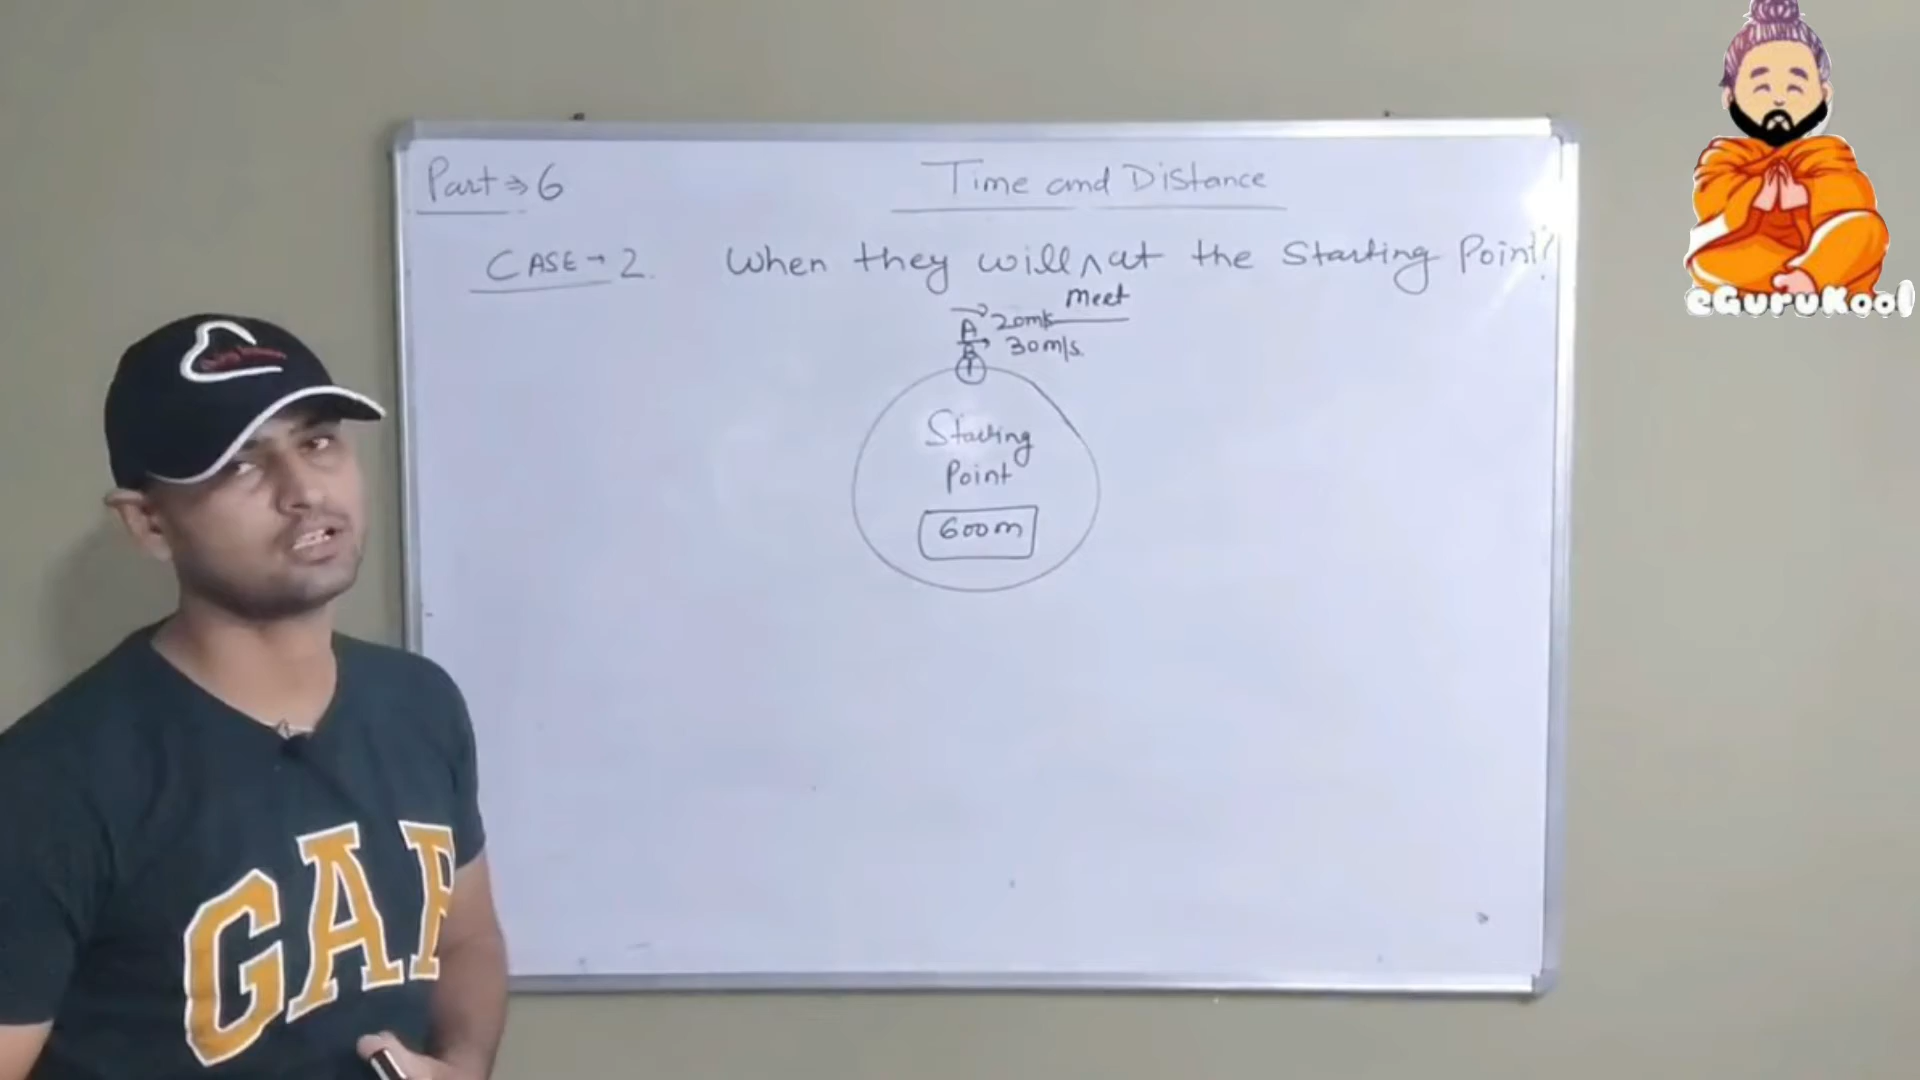 Part ⇒ 6
Time and Distance
CASE → 2. When they will ∧ at the Starting Point?
Meet
A 20m/s
B 30m/s.
Starting
Point
600m
GAP
eGuruKool